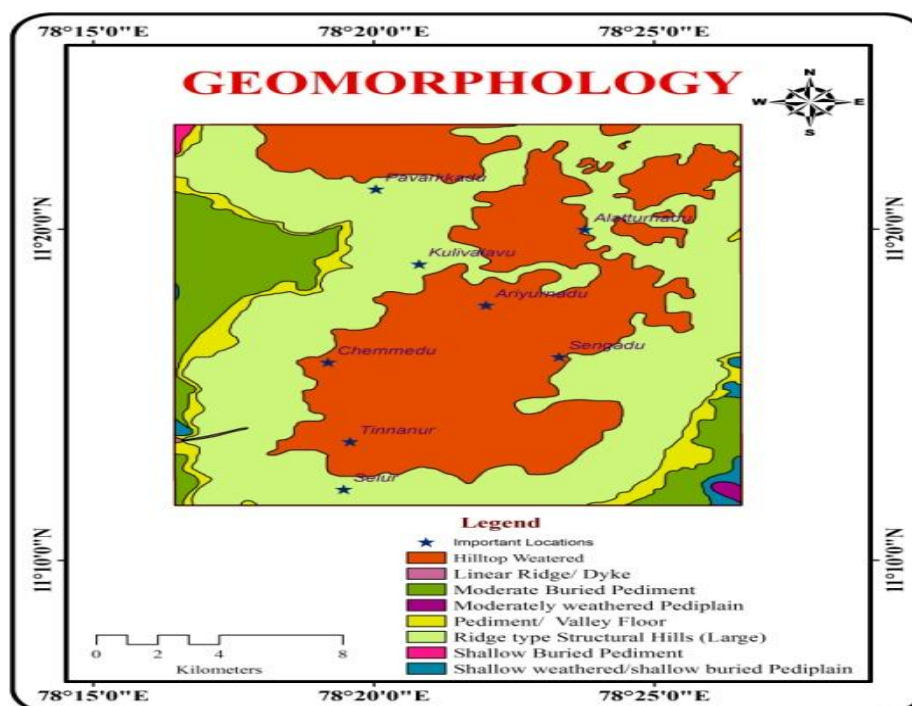 78°15'0"E 78°20'0"E 78°25'0"E
GEOMORPHOLOGY
N
W E
S
Pavarikkadu
11°20'0"N 11°20'0"N
Alatturnadu
Kulivalavu
Ariyurnadu
Chemmedu
Sengadu
Tinnanur
Selur
Legend
Important Locations
Hilltop Weatered
Linear Ridge/ Dyke
11°10'0"N 11°10'0"N
Moderate Buried Pediment
Moderately weathered Pediplain
Pediment/ Valley Floor
Ridge type Structural Hills (Large)
Shallow Buried Pediment
Shallow weathered/shallow buried Pediplain
0 2 4 8
Kilometers
78°15'0"E 78°20'0"E 78°25'0"E